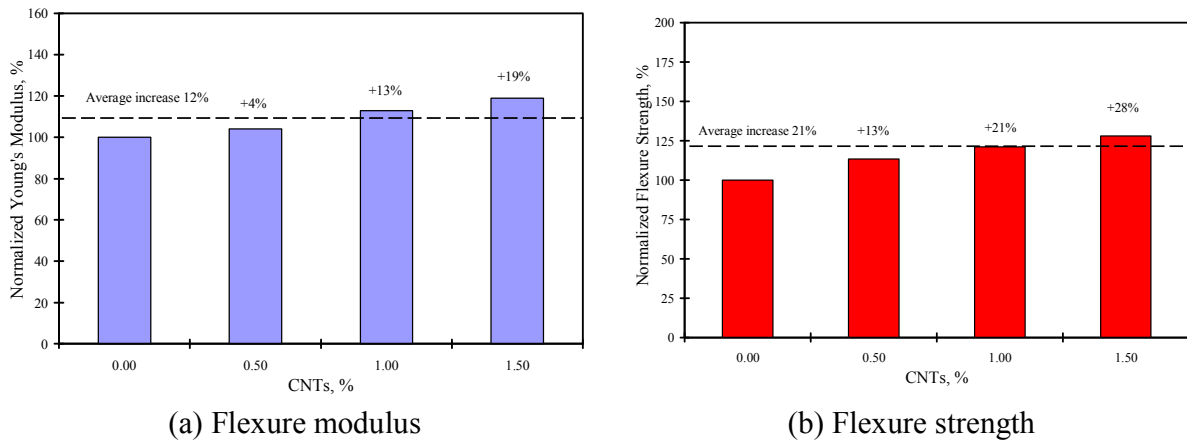 160
140
120
100
80
60
40
20
0
Normalized Young's Modulus, %
Average increase 12%
+4%
+13%
+19%
0.00 0.50 1.00 1.50
CNTs, %
(a) Flexure modulus
200
175
150
125
100
75
50
25
0
Normalized Flexure Strength, %
Average increase 21%
+13%
+21%
+28%
0.00 0.50 1.00 1.50
CNTs, %
(b) Flexure strength